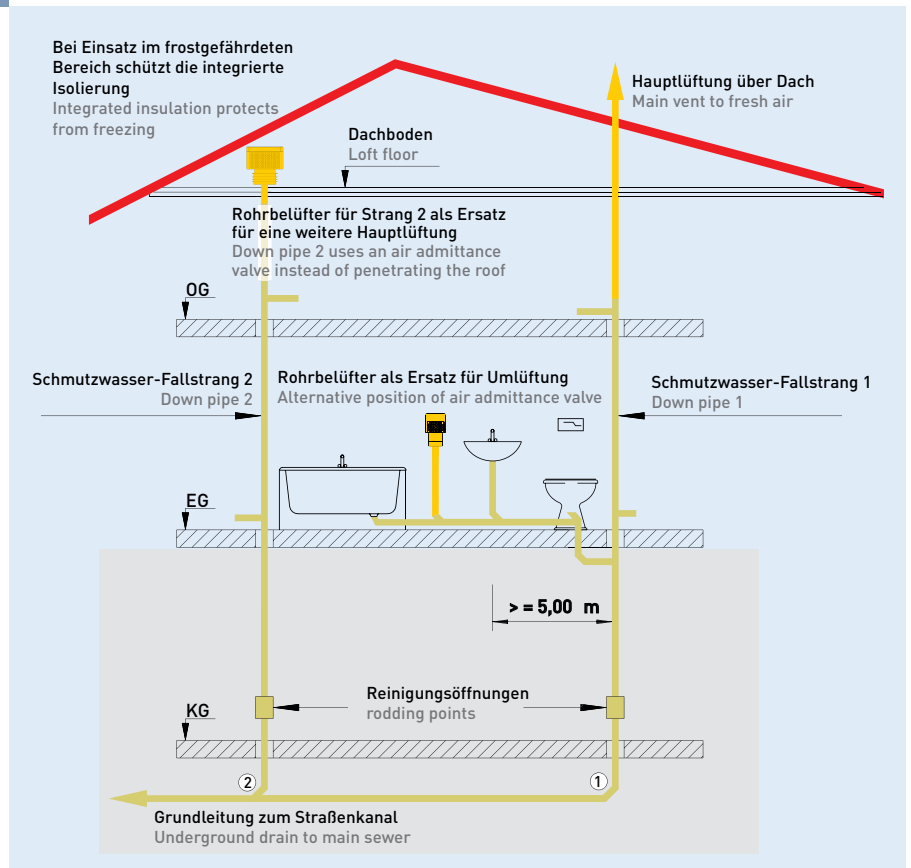 Bei Einsatz im frostgefährdeten
Bereich schützt die integrierte
Isolierung
Integrated insulation protects
from freezing
Hauptlüftung über Dach
Main vent to fresh air
Dachboden
Loft floor
Rohrbelüfter für Strang 2 als Ersatz
für eine weitere Hauptlüftung
Down pipe 2 uses an air admittance
valve instead of penetrating the roof
OG
Schmutzwasser-Fallstrang 2
Down pipe 2
Rohrbelüfter als Ersatz für Umlüftung
Alternative position of air admittance valve
Schmutzwasser-Fallstrang 1
Down pipe 1
EG
> = 5,00 m
Reinigungsöffnungen
rodding points
KG
2
1
Grundleitung zum Straßenkanal
Underground drain to main sewer